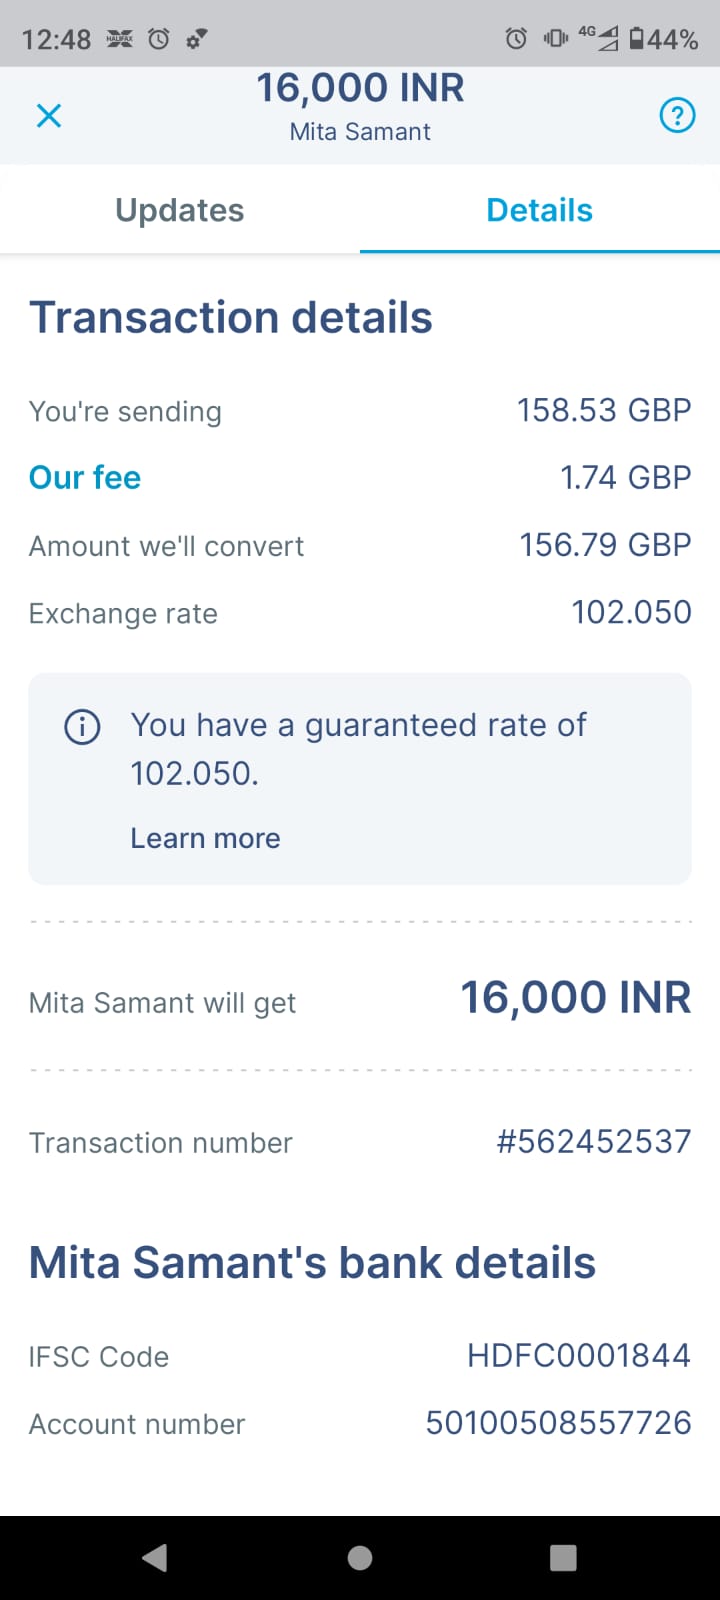 12:48 HALIFAX 4G 44%
16,000 INR
Mita Samant
?
Updates Details
Transaction details
You're sending 158.53 GBP
Our fee 1.74 GBP
Amount we'll convert 156.79 GBP
Exchange rate 102.050
You have a guaranteed rate of
102.050.
Learn more
Mita Samant will get 16,000 INR
Transaction number #562452537
Mita Samant's bank details
IFSC Code HDFC0001844
Account number 50100508557726